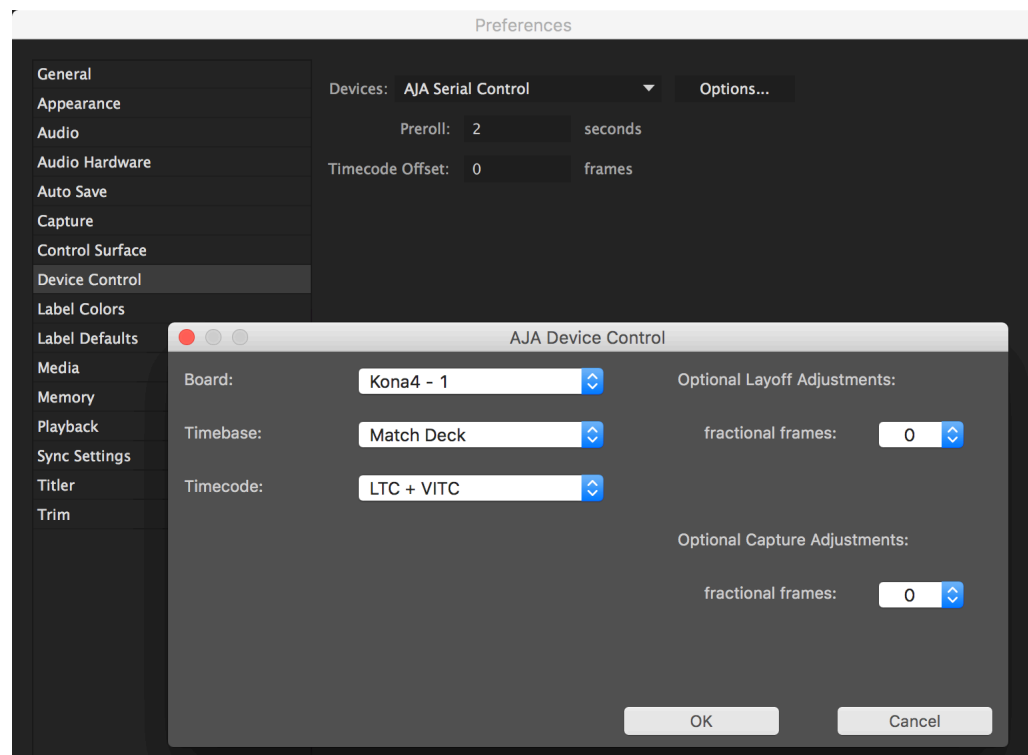 Preferences
General
Appearance
Audio
Audio Hardware
Auto Save
Capture
Control Surface
Device Control
Label Colors
Label Defaults
Media
Memory
Playback
Sync Settings
Titler
Trim
Devices: AJA Serial Control Options...
Preroll: 2 seconds
Timecode Offset: 0 frames
AJA Device Control
Board: Kona4 - 1
Timebase: Match Deck
Timecode: LTC + VITC
Optional Layoff Adjustments:
fractional frames: 0
Optional Capture Adjustments:
fractional frames: 0
OK Cancel